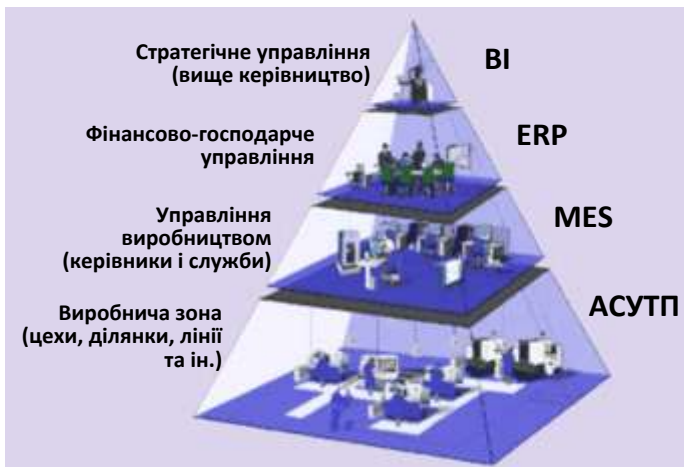 Стратегічне управління
(вище керівництво)
BI
Фінансово-господарче
управління
ERP
Управління
виробництвом
(керівники і служби)
MES
Виробнича зона
(цехи, ділянки, лінії
та ін.)
АСУТП